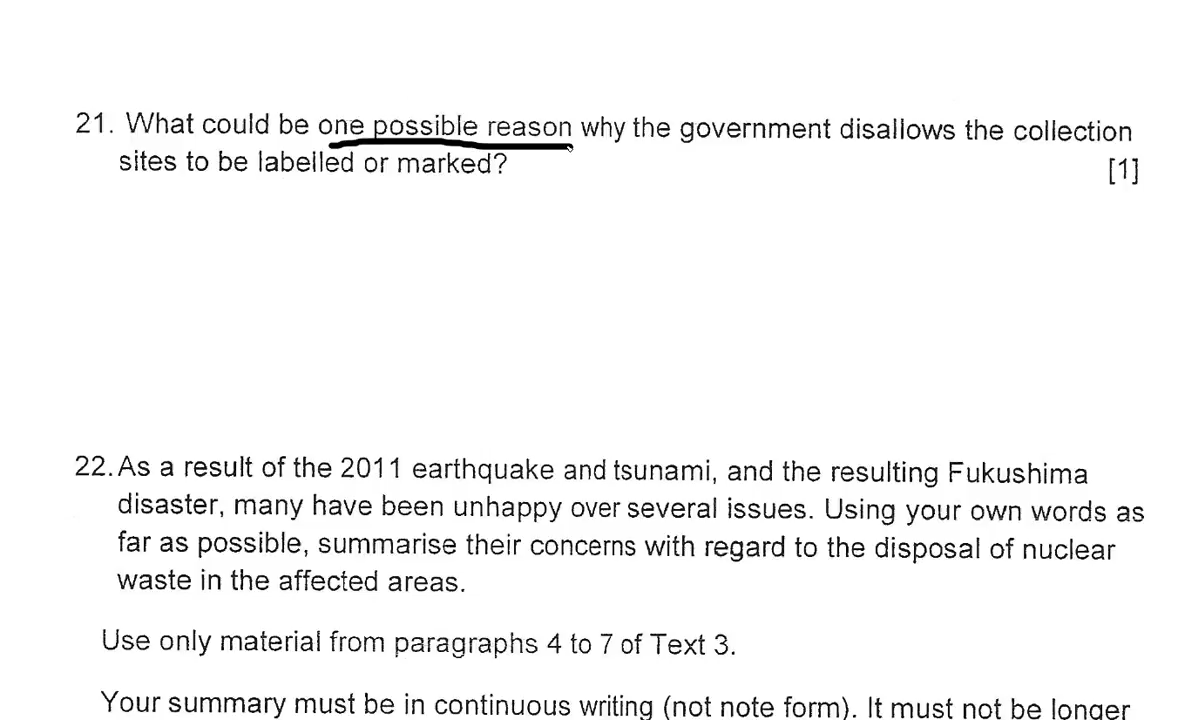 21. What could be one possible reason why the government disallows the collection
sites to be labelled or marked?
[1]
22. As a result of the 2011 earthquake and tsunami, and the resulting Fukushima
disaster, many have been unhappy over several issues. Using your own words as
far as possible, summarise their concerns with regard to the disposal of nuclear
waste in the affected areas.
Use only material from paragraphs 4 to 7 of Text 3.
Your summary must be in continuous writing (not note form). It must not be longer